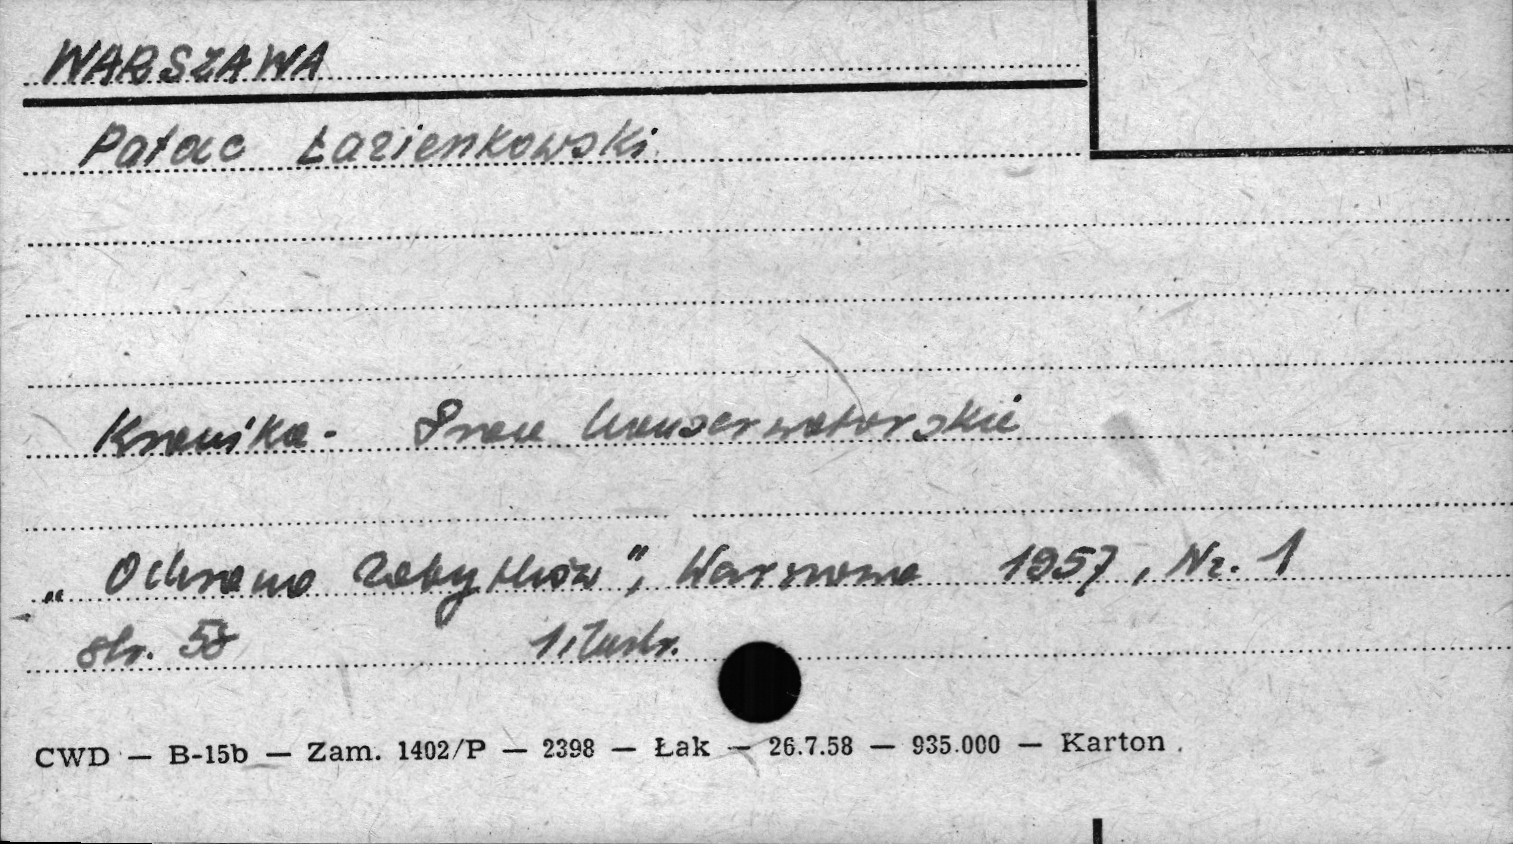 WARSZAWA
Pałac Łazienkowski
Kronika - Prace konserwatorskie
„Ochrona Zabytków", Warszawa 1957, Nr. 1
str. 58 1 ilustr.
CWD — B-15b — Zam. 1402/P — 2398 — Łak — 26.7.58 — 935.000 — Karton